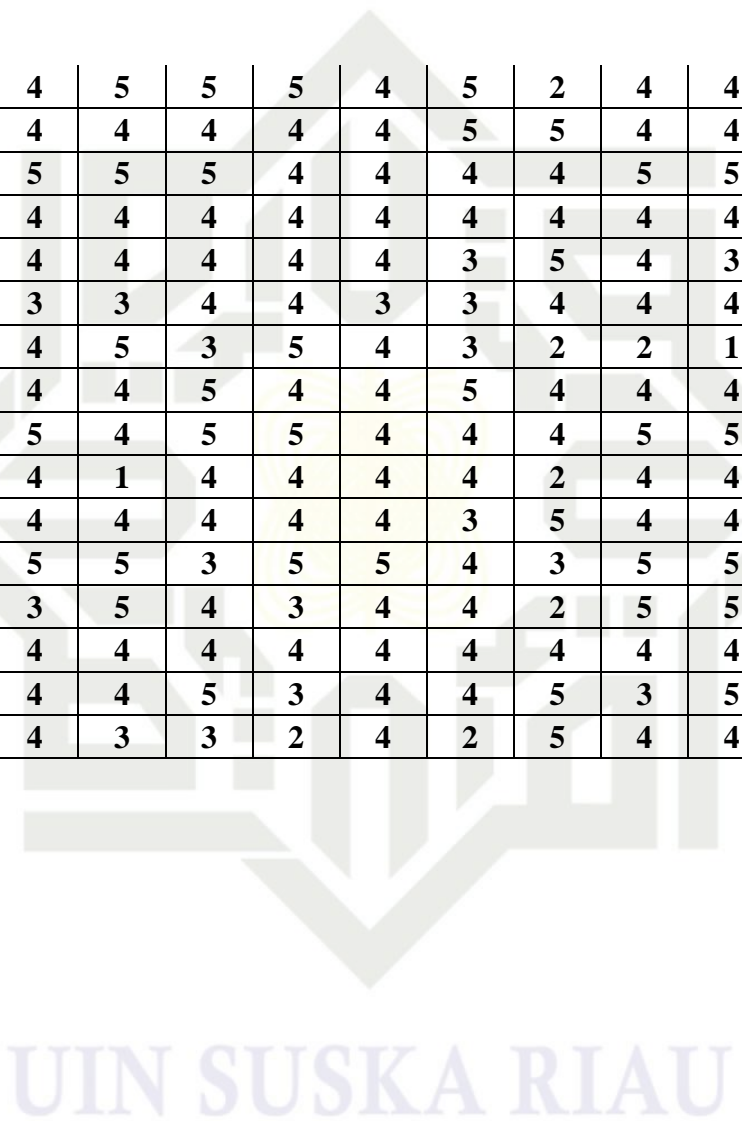 4 5 5 5 4 5 2 4 4
4 4 4 4 4 5 5 4 4
5 5 5 4 4 4 4 5 5
4 4 4 4 4 4 4 4 4
4 4 4 4 4 3 5 4 3
3 3 4 4 3 3 4 4 4
4 5 3 5 4 3 2 2 1
4 4 5 4 4 5 4 4 4
5 4 5 5 4 4 4 5 5
4 1 4 4 4 4 2 4 4
4 4 4 4 4 3 5 4 4
5 5 3 5 5 4 3 5 5
3 5 4 3 4 4 2 5 5
4 4 4 4 4 4 4 4 4
4 4 5 3 4 4 5 3 5
4 3 3 2 4 2 5 4 4
UIN SUSKA RIAU